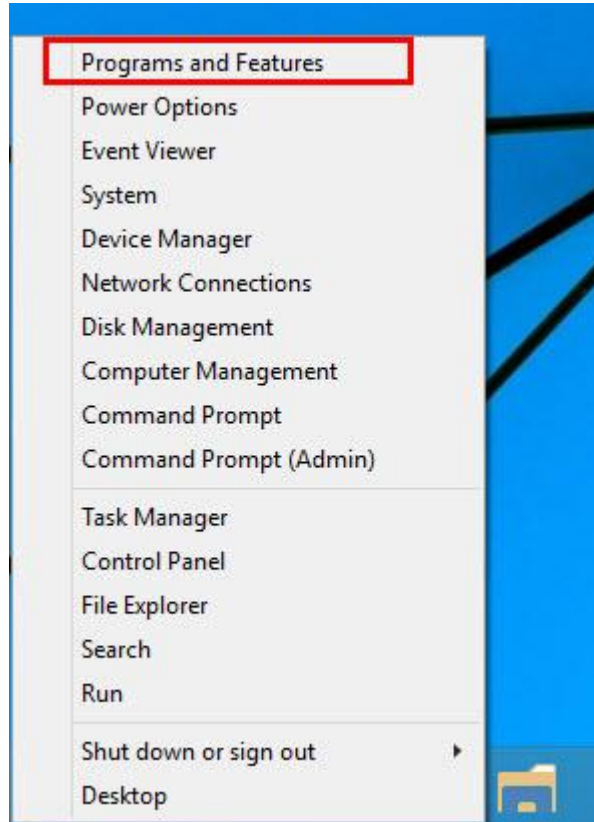 Programs and Features
Power Options
Event Viewer
System
Device Manager
Network Connections
Disk Management
Computer Management
Command Prompt
Command Prompt (Admin)
Task Manager
Control Panel
File Explorer
Search
Run
Shut down or sign out
Desktop